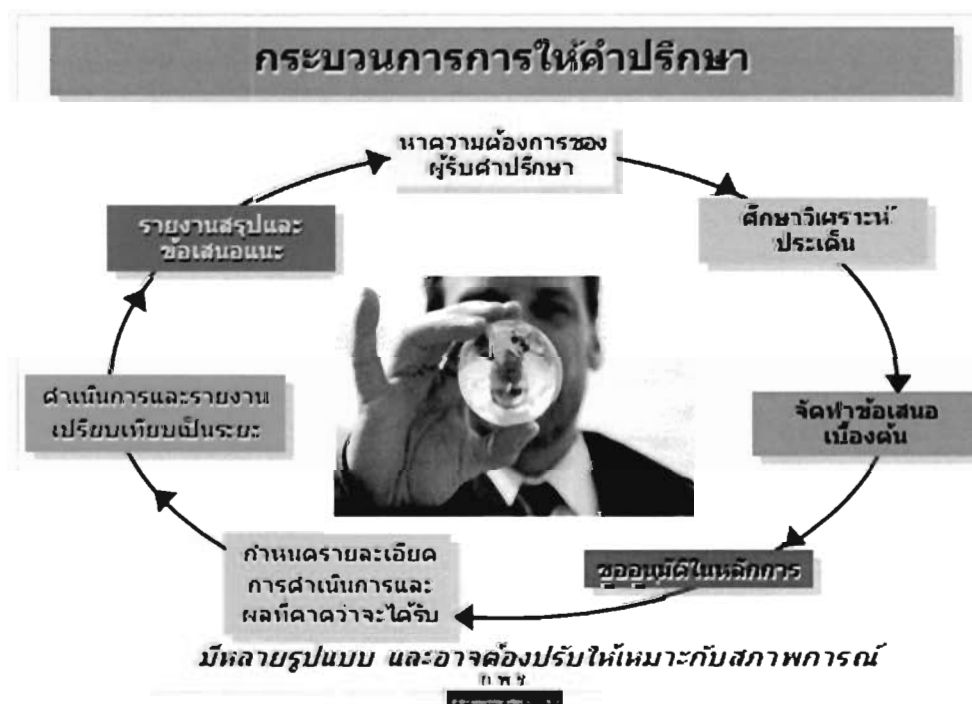 กระบวนการการให้คำปรึกษา
หาความต้องการของ
ผู้รับคำปรึกษา
ศึกษาวิเคราะห์
ประเด็น
จัดทำข้อเสนอ
เบื้องต้น
ขออนุมัติในหลักการ
กำหนดรายละเอียด
การดำเนินการและ
ผลที่คาดว่าจะได้รับ
ดำเนินการและรายงาน
เปรียบเทียบเป็นระยะ
รายงานสรุปและ
ข้อเสนอแนะ
มีหลายรูปแบบ และอาจต้องปรับให้เหมาะกับสภาพการณ์